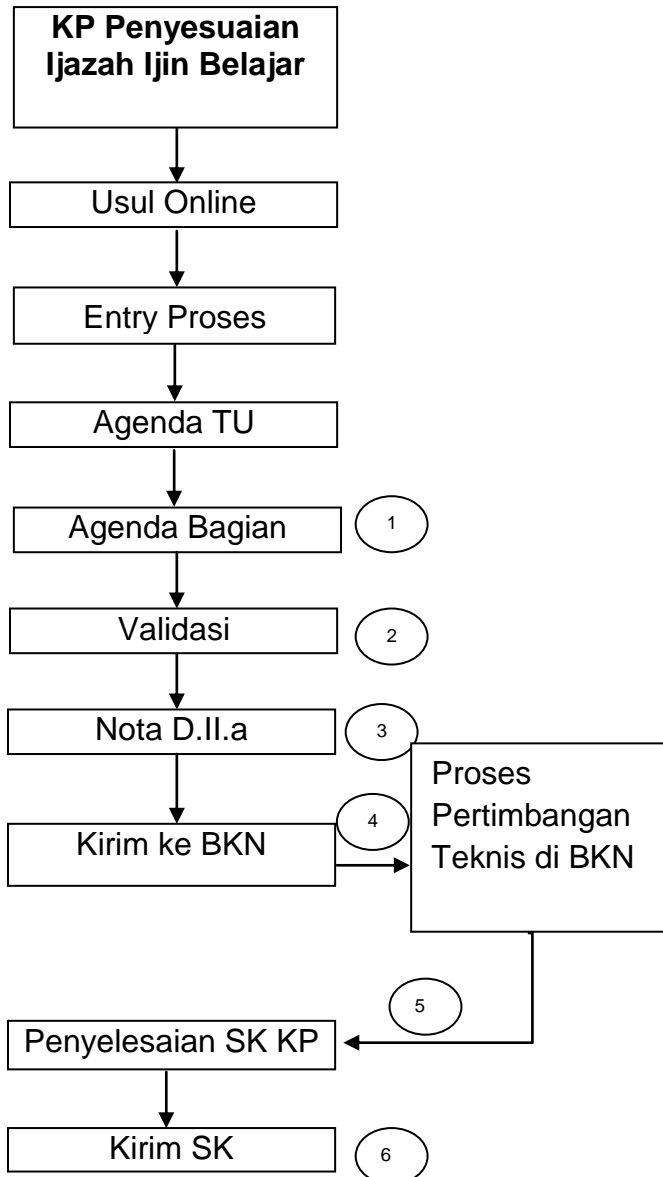 KP Penyesuaian
Ijazah Ijin Belajar
Usul Online
Entry Proses
Agenda TU
Agenda Bagian
1
Validasi
2
Nota D.II.a
3
Kirim ke BKN
4
Proses
Pertimbangan
Teknis di BKN
5
Penyelesaian SK KP
Kirim SK
6